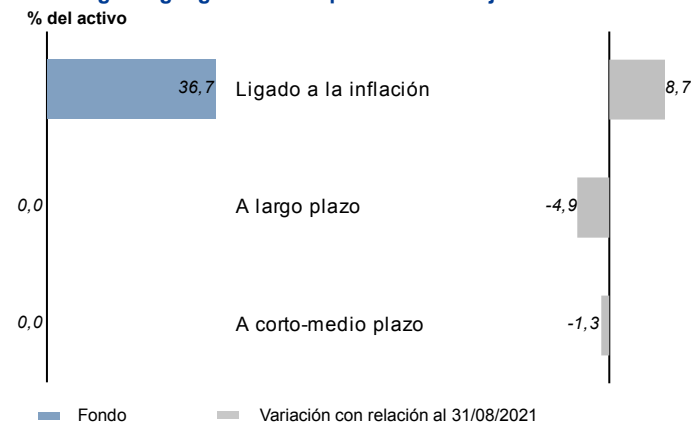 % del activo
36,7 Ligado a la inflación 8,7
0,0 A largo plazo -4,9
0,0 A corto-medio plazo -1,3
Fondo Variación con relación al 31/08/2021